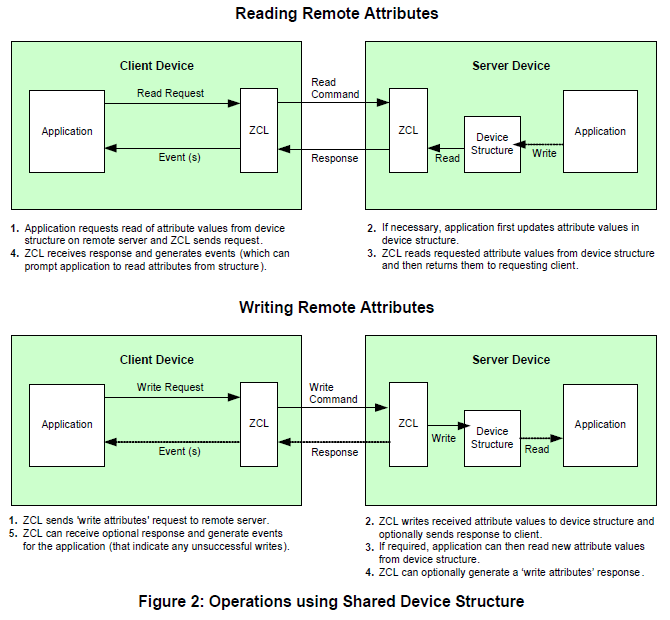 Reading Remote Attributes
Client Device
Server Device
Read Request
Read
Command
Application
ZCL
ZCL
Device
Structure
Application
Event (s)
Response
Read
Write
1. Application requests read of attribute values from device
structure on remote server and ZCL sends request.
4. ZCL receives response and generates events (which can
prompt application to read attributes from structure).
2. If necessary, application first updates attribute values in
device structure.
3. ZCL reads requested attribute values from device structure
and then returns them to requesting client.
Writing Remote Attributes
Client Device
Server Device
Write Request
Write
Command
Application
ZCL
ZCL
Device
Structure
Application
Event (s)
Response
Write
Read
1. ZCL sends 'write attributes' request to remote server.
5. ZCL can receive optional response and generate events
for the application (that indicate any unsuccessful writes).
2. ZCL writes received attribute values to device structure and
optionally sends response to client.
3. If required, application can then read new attribute values
from device structure.
4. ZCL can optionally generate a 'write attributes' response.
Figure 2: Operations using Shared Device Structure